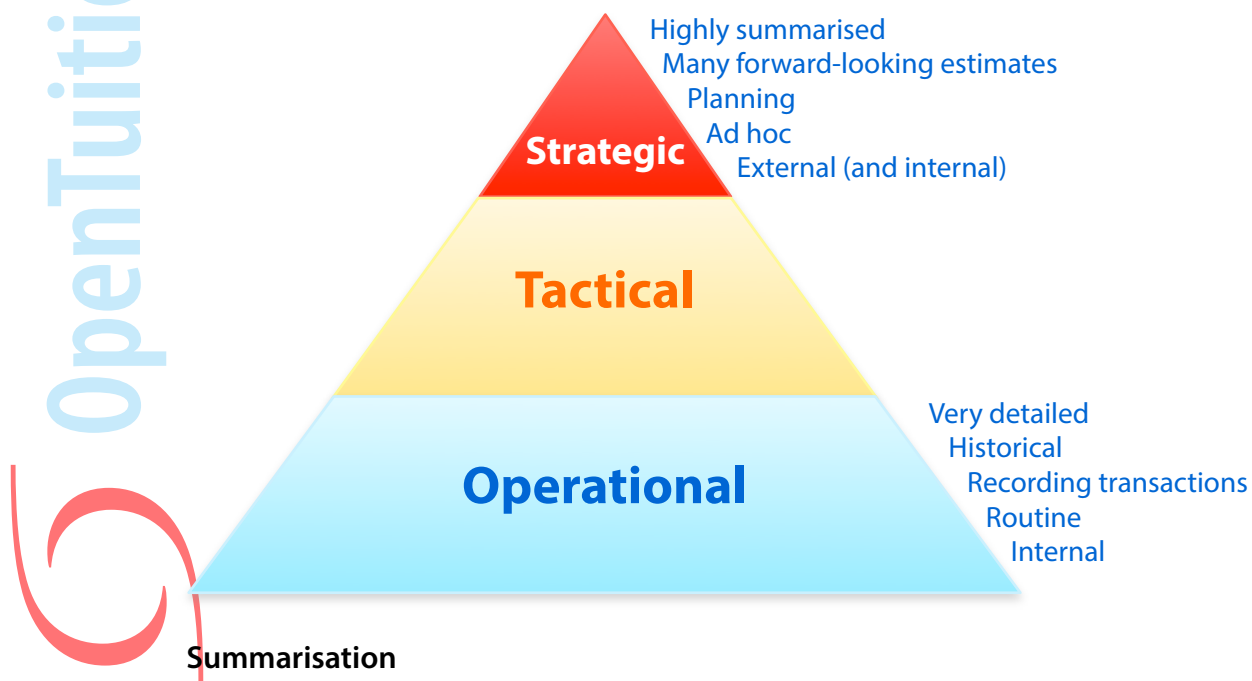 OpenTuitio
Highly summarised
Many forward-looking estimates
Planning
Ad hoc
External (and internal)
Strategic
Tactical
Operational
Very detailed
Historical
Recording transactions
Routine
Internal
Summarisation